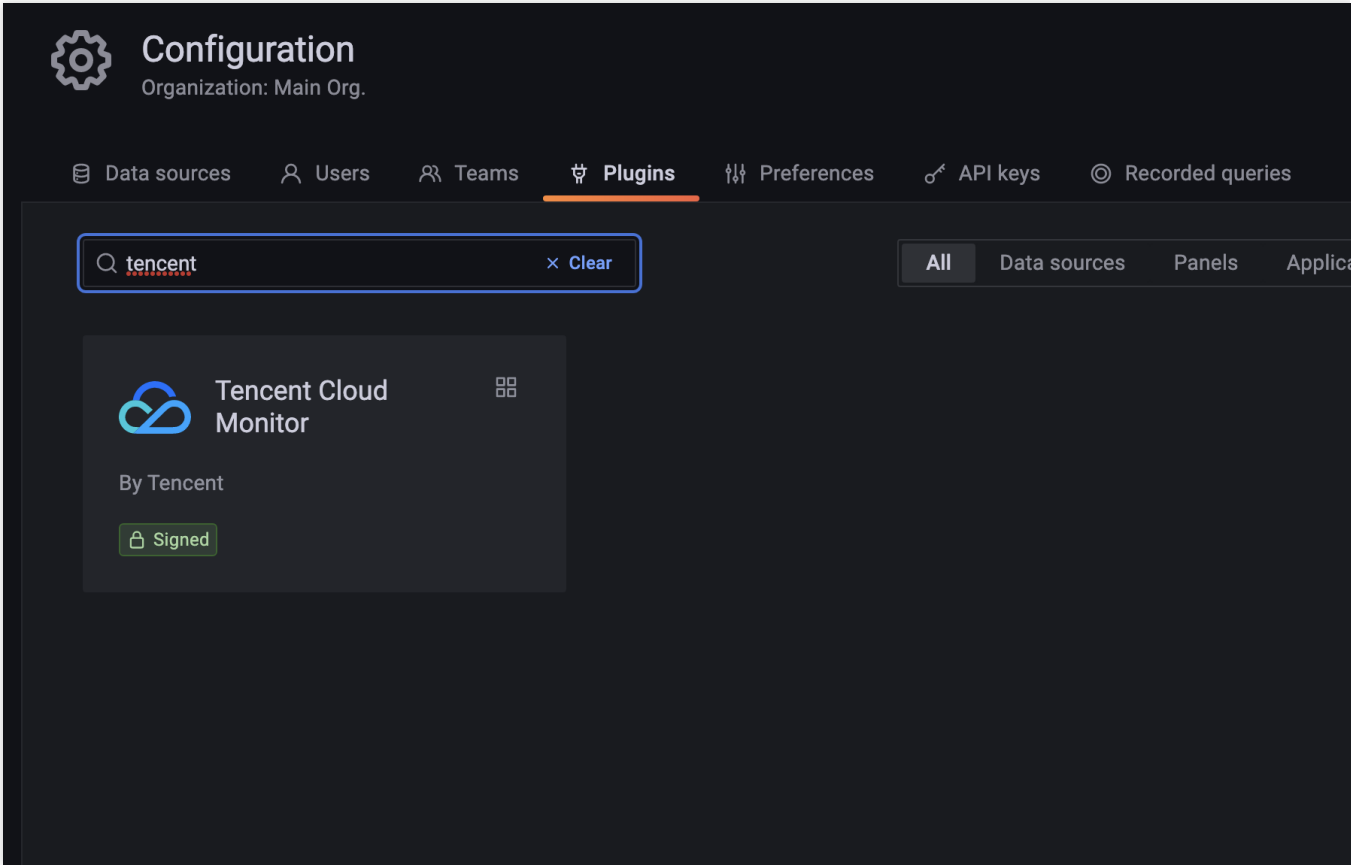 Configuration
Organization: Main Org.
Data sources Users Teams Plugins Preferences API keys Recorded queries
tencent Clear
All Data sources Panels Applica
Tencent Cloud
Monitor
By Tencent
Signed